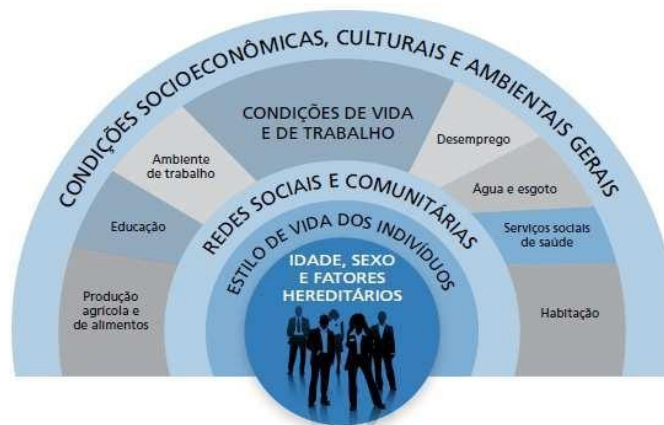 CONDIÇÕES SOCIOECONÔMICAS, CULTURAIS E AMBIENTAIS GERAIS
CONDIÇÕES DE VIDA
E DE TRABALHO
Ambiente
de trabalho
Desemprego
Educação
Água e esgoto
Produção
agrícola e
de alimentos
Serviços sociais
de saúde
Habitação
REDES SOCIAIS E COMUNITÁRIAS
ESTILO DE VIDA DOS INDIVÍDUOS
IDADE, SEXO
E FATORES
HEREDITÁRIOS